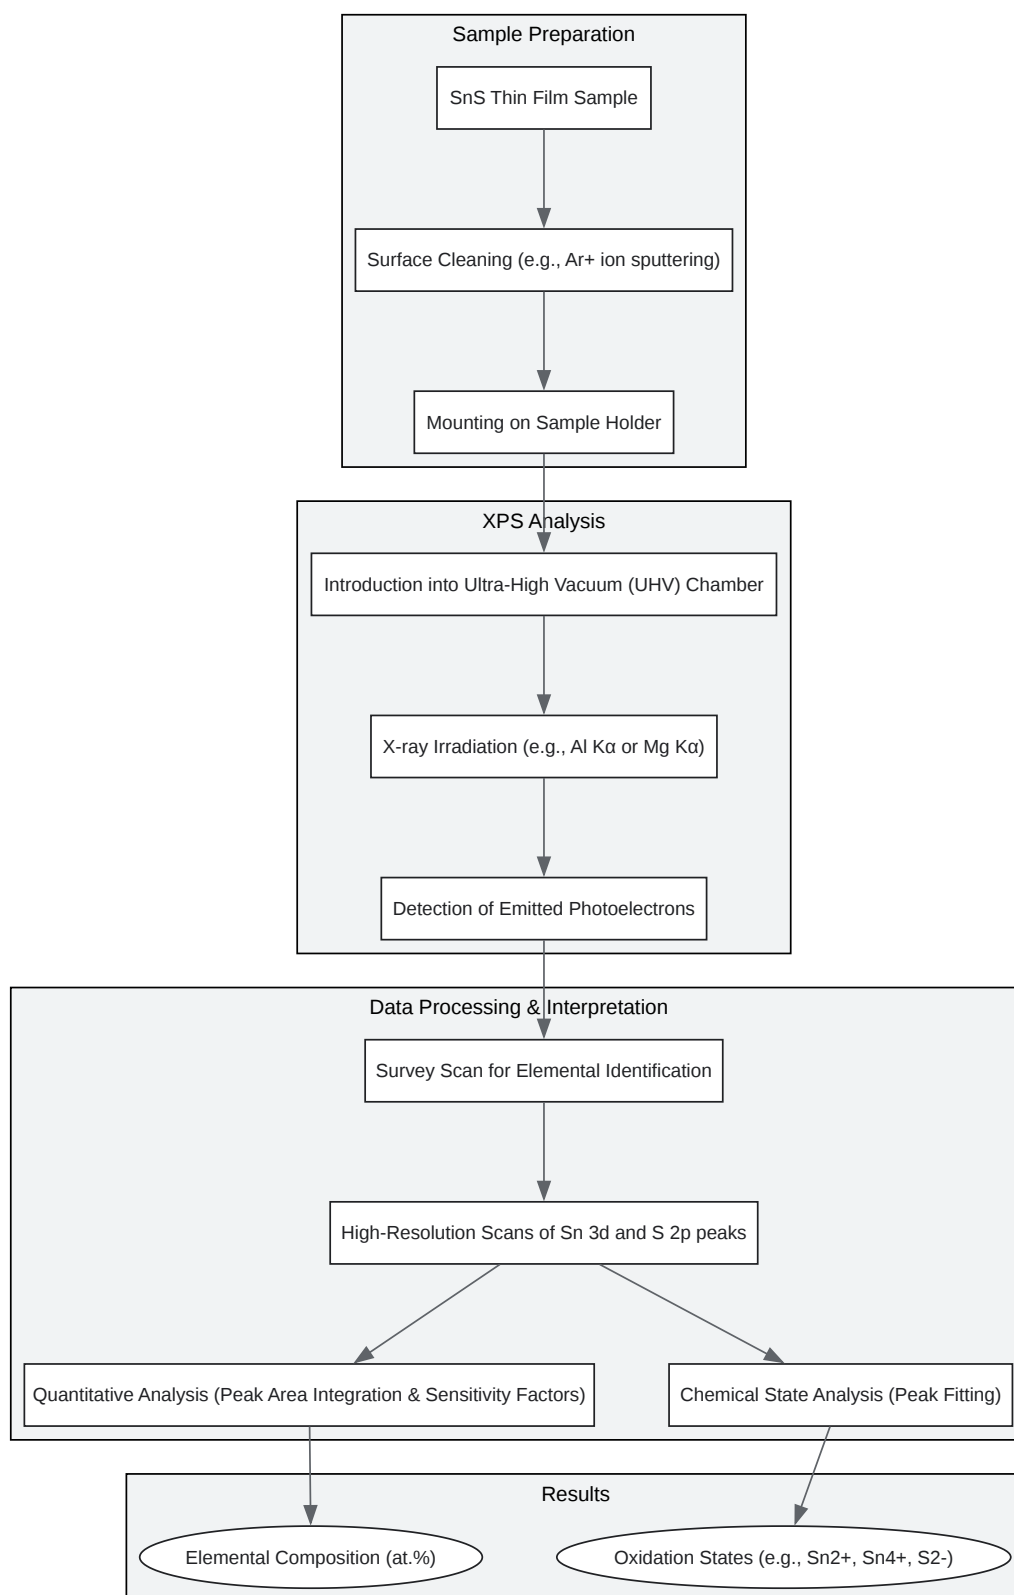 Sample Preparation
SnS Thin Film Sample
Surface Cleaning (e.g., Ar+ ion sputtering)
Mounting on Sample Holder
XPS Analysis
Introduction into Ultra-High Vacuum (UHV) Chamber
X-ray Irradiation (e.g., Al Kα or Mg Kα)
Detection of Emitted Photoelectrons
Data Processing & Interpretation
Survey Scan for Elemental Identification
High-Resolution Scans of Sn 3d and S 2p peaks
Quantitative Analysis (Peak Area Integration & Sensitivity Factors)
Chemical State Analysis (Peak Fitting)
Results
Elemental Composition (at.%)
Oxidation States (e.g., Sn2+, Sn4+, S2-)